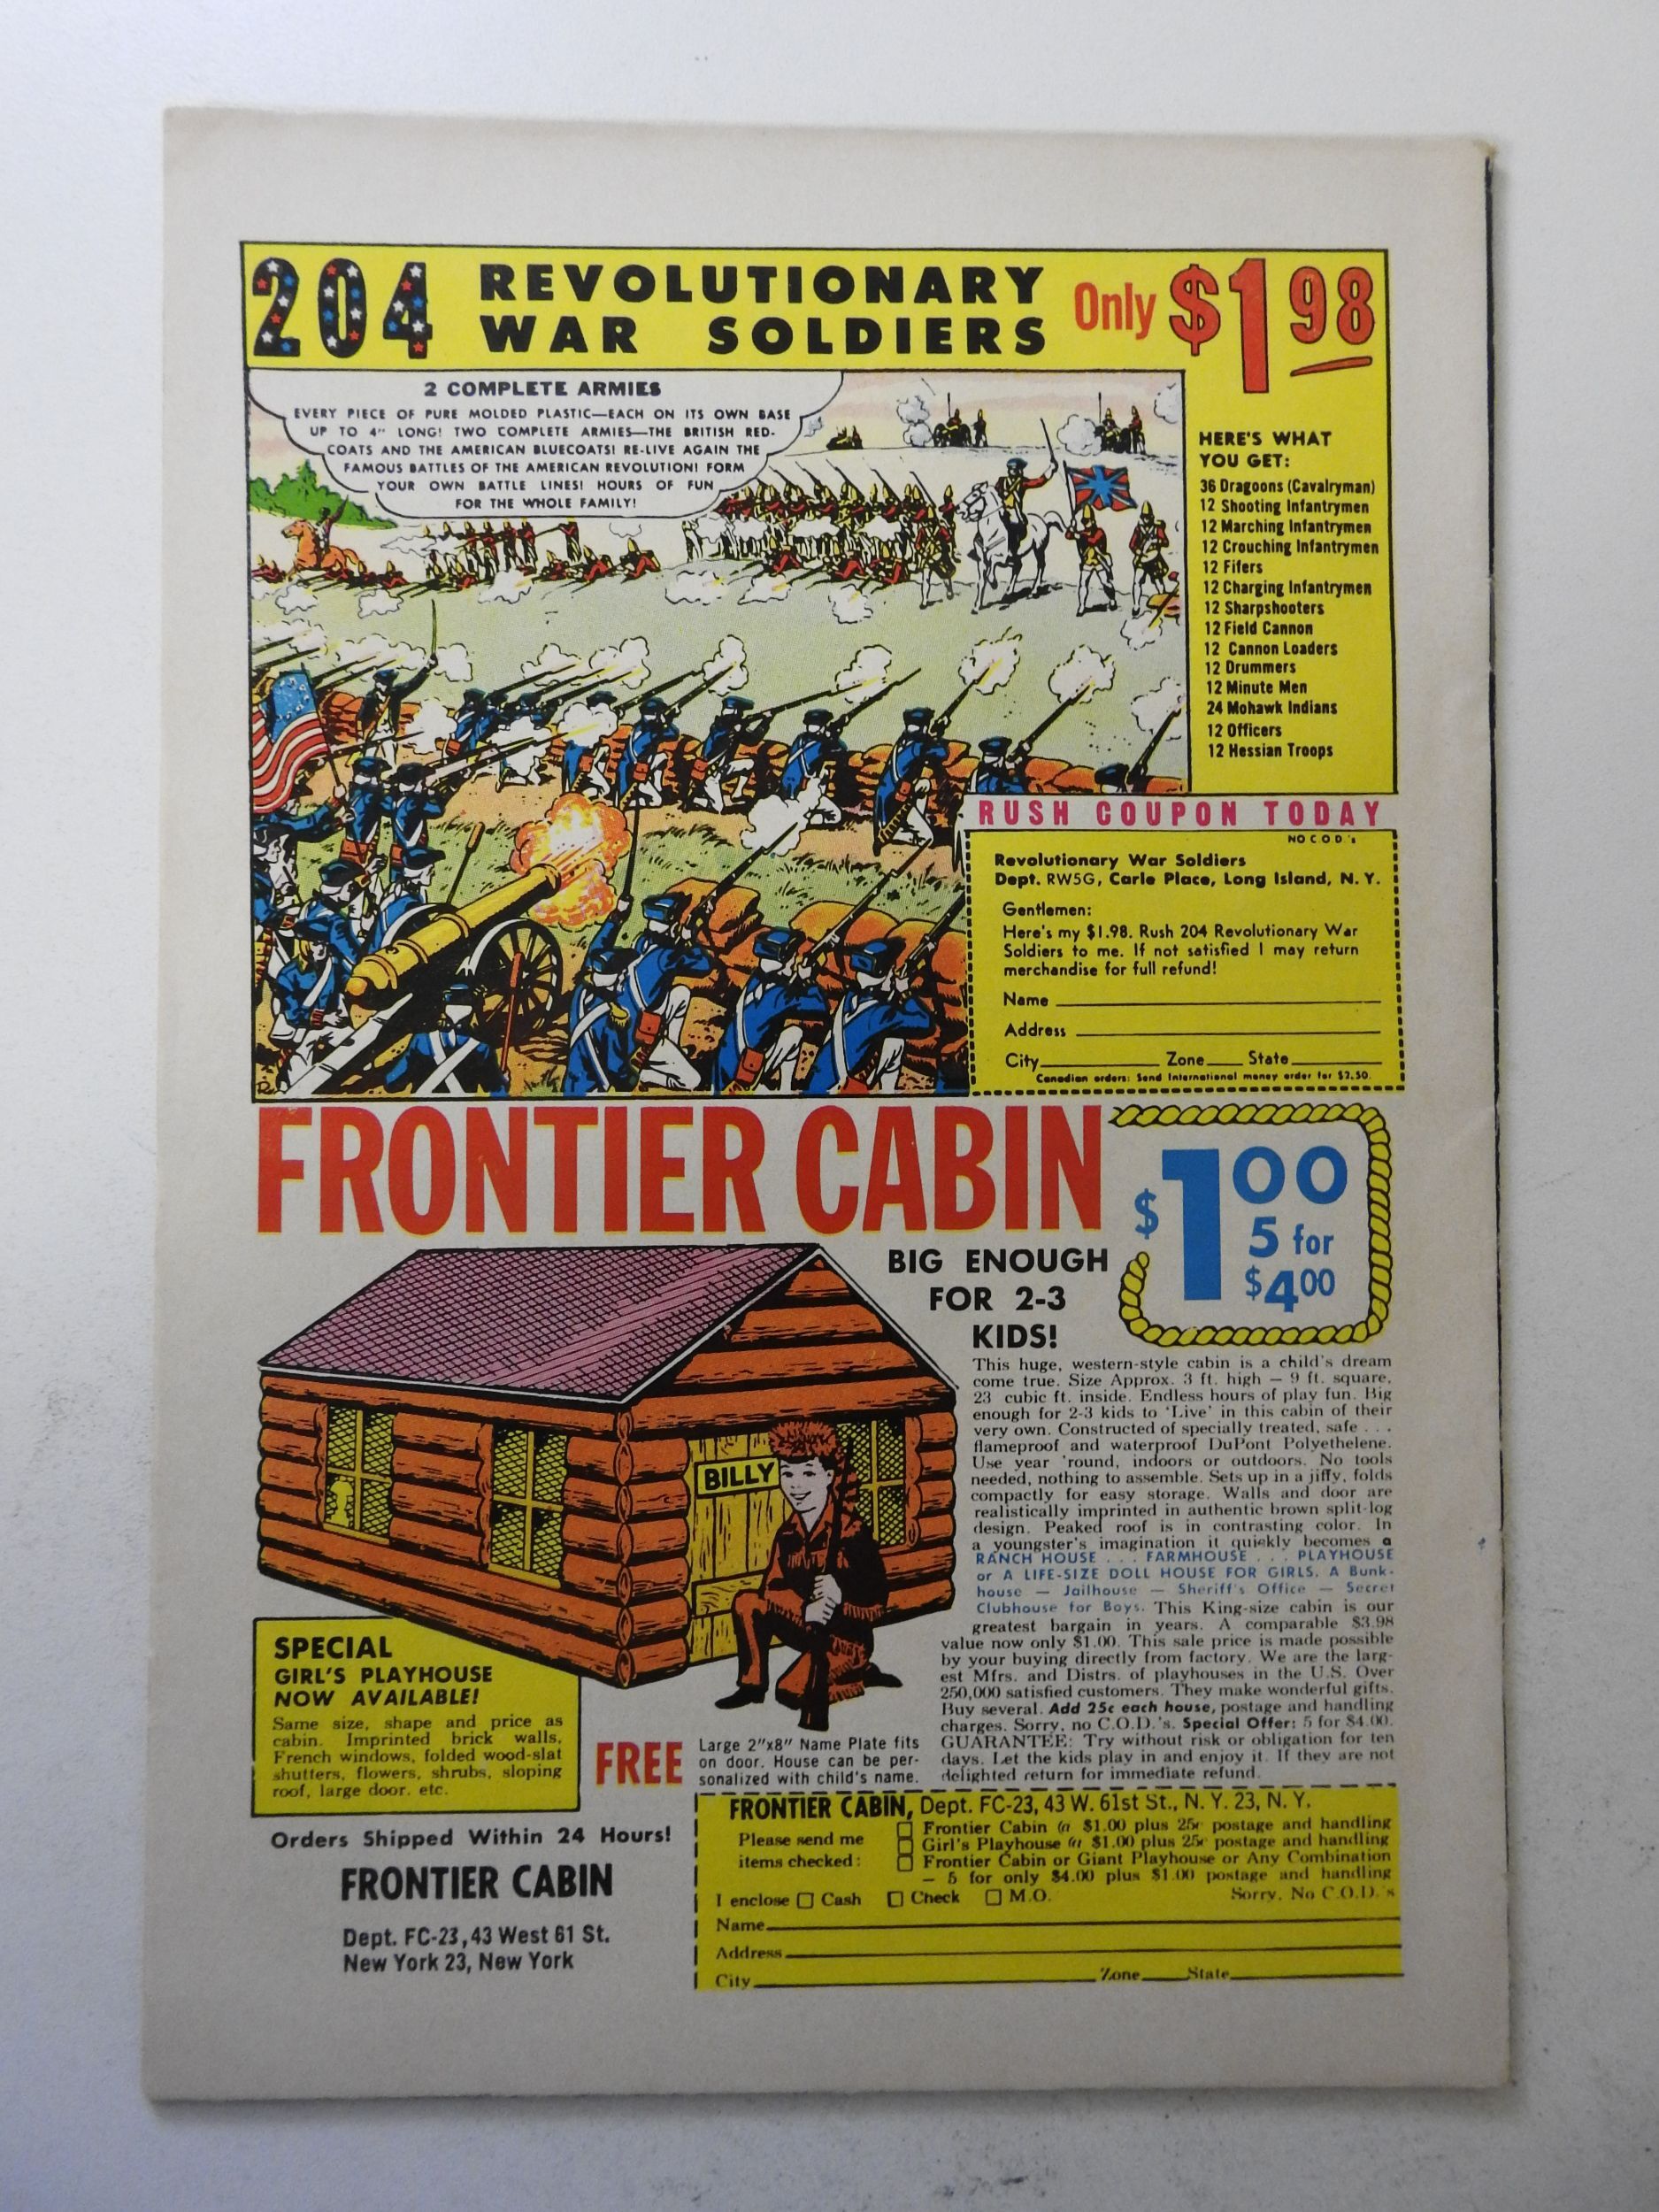 204 REVOLUTIONARY WAR SOLDIERS Only $1.98
2 COMPLETE ARMIES
EVERY PIECE OF PURE MOLDED PLASTIC—EACH ON ITS OWN BASE
UP TO 4" LONG! TWO COMPLETE ARMIES—THE BRITISH RED-
COATS AND THE AMERICAN BLUECOATS! RE-LIVE AGAIN THE
FAMOUS BATTLES OF THE AMERICAN REVOLUTION! FORM
YOUR OWN BATTLE LINES! HOURS OF FUN
FOR THE WHOLE FAMILY!
HERE'S WHAT
YOU GET:
36 Dragoons (Cavalryman)
12 Shooting Infantrymen
12 Marching Infantrymen
12 Crouching Infantrymen
12 Fifers
12 Charging Infantrymen
12 Sharpshooters
12 Field Cannon
12 Cannon Loaders
12 Drummers
12 Minute Men
24 Mohawk Indians
12 Officers
12 Hessian Troops
RUSH COUPON TODAY
NO C.O.D.'s
Revolutionary War Soldiers
Dept. RW5G, Carle Place, Long Island, N. Y.
Gentlemen:
Here's my $1.98. Rush 204 Revolutionary War
Soldiers to me. If not satisfied I may return
merchandise for full refund!
Name
Address
City Zone State
Canadian orders: Send International money order for $2.50.
FRONTIER CABIN
$1.00
5 for
$4.00
BIG ENOUGH
FOR 2-3
KIDS!
BILLY
This huge, western-style cabin is a child's dream
come true. Size Approx. 3 ft. high — 9 ft. square,
23 cubic ft. inside. Endless hours of play fun. Big
enough for 2-3 kids to 'Live' in this cabin of their
very own. Constructed of specially treated, safe . . .
flameproof and waterproof DuPont Polyethelene.
Use year 'round, indoors or outdoors. No tools
needed, nothing to assemble. Sets up in a jiffy, folds
compactly for easy storage. Walls and door are
realistically imprinted in authentic brown split-log
design. Peaked roof is in contrasting color. In
a youngster's imagination it quickly becomes a
RANCH HOUSE . . . FARMHOUSE . . . PLAYHOUSE
or A LIFE-SIZE DOLL HOUSE FOR GIRLS, A Bunk-
house — Jailhouse — Sheriff's Office — Secret
Clubhouse for Boys. This King-size cabin is our
greatest bargain in years. A comparable $3.98
value now only $1.00. This sale price is made possible
by your buying directly from factory. We are the larg-
est Mfrs. and Distrs. of playhouses in the U.S. Over
250,000 satisfied customers. They make wonderful gifts.
Buy several. Add 25c each house, postage and handling
charges. Sorry, no C.O.D.'s. Special Offer: 5 for $4.00.
GUARANTEE: Try without risk or obligation for ten
days. Let the kids play in and enjoy it. If they are not
delighted return for immediate refund.
SPECIAL
GIRL'S PLAYHOUSE
NOW AVAILABLE!
Same size, shape and price as
cabin. Imprinted brick walls,
French windows, folded wood-slat
shutters, flowers, shrubs, sloping
roof, large door, etc.
FREE
Large 2"x8" Name Plate fits
on door. House can be per-
sonalized with child's name.
Orders Shipped Within 24 Hours!
FRONTIER CABIN
Dept. FC-23, 43 West 61 St.
New York 23, New York
FRONTIER CABIN, Dept. FC-23, 43 W. 61st St., N. Y. 23, N. Y.
Please send me
items checked:
Frontier Cabin @ $1.00 plus 25c postage and handling
Girl's Playhouse @ $1.00 plus 25c postage and handling
Frontier Cabin or Giant Playhouse or Any Combination
— 5 for only $4.00 plus $1.00 postage and handling
I enclose Cash Check M.O. Sorry, No C.O.D.'s
Name
Address
City Zone State